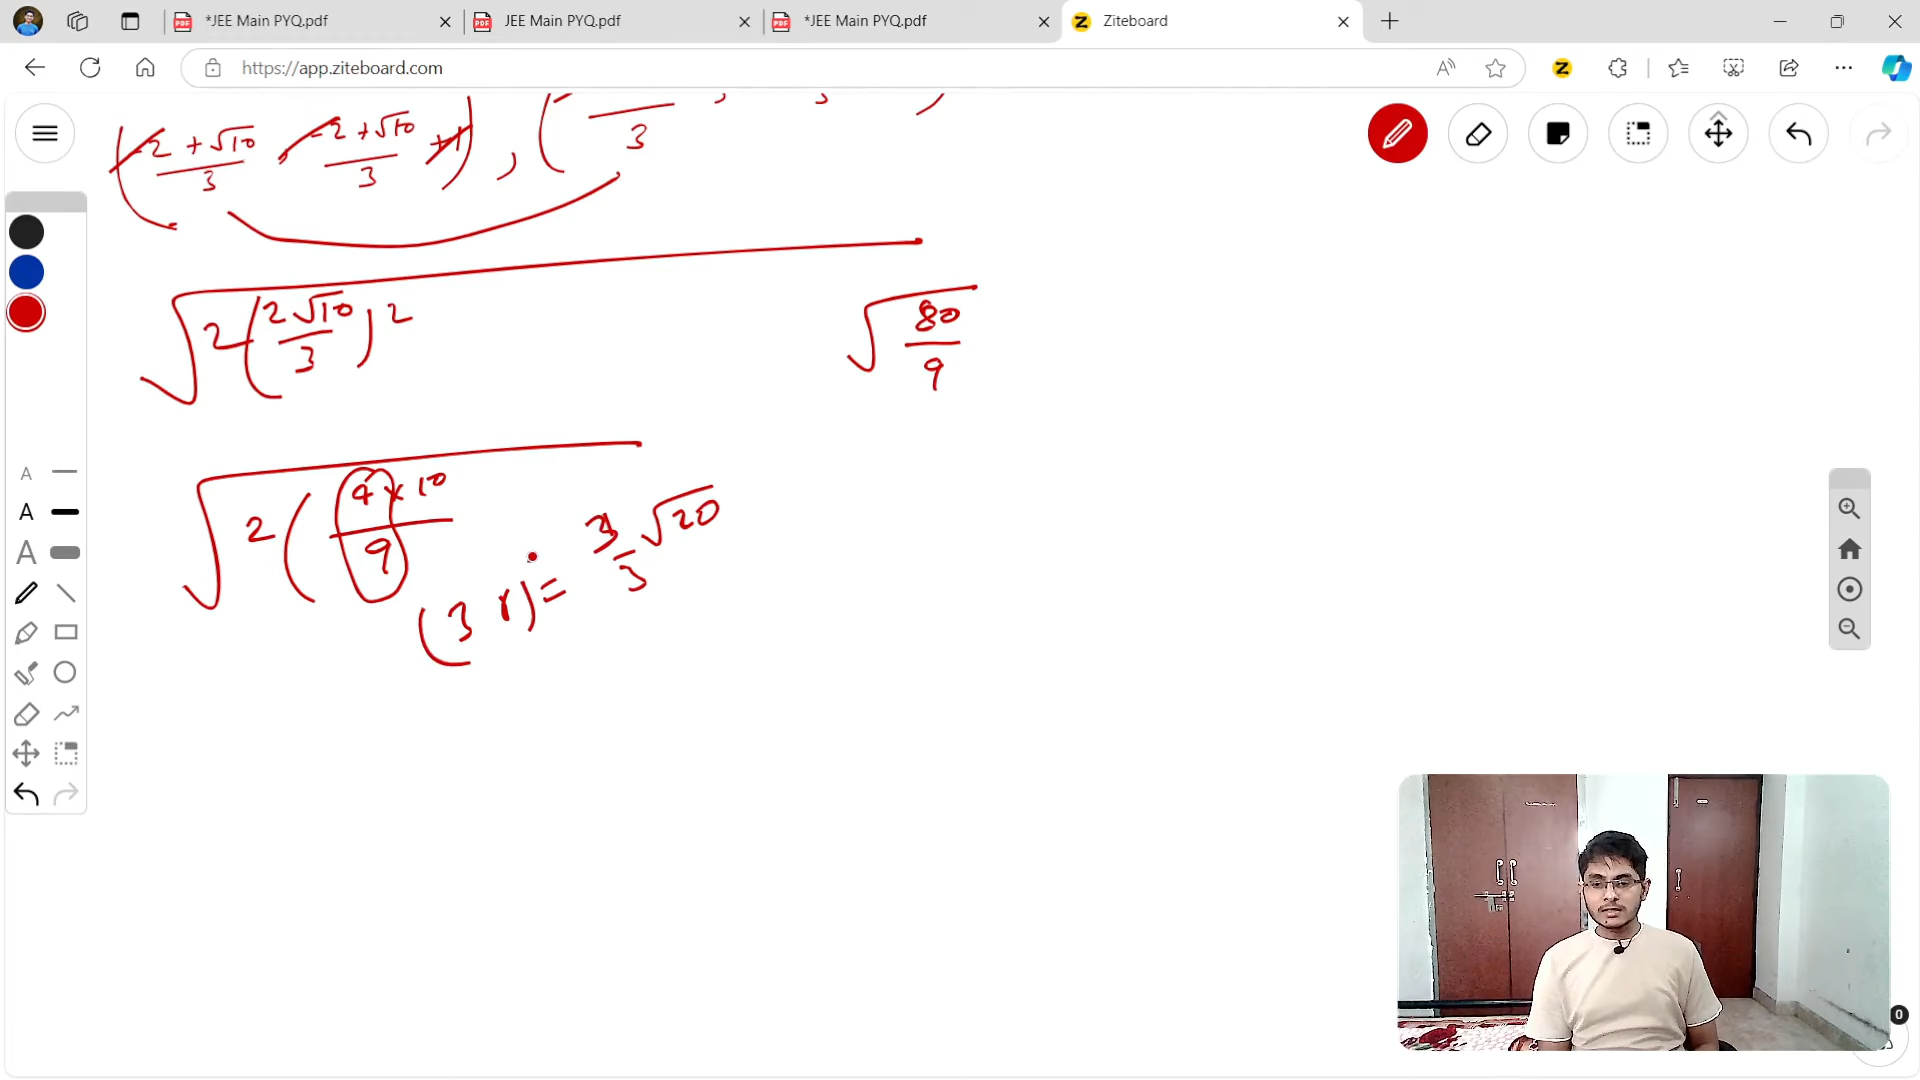 *JEE Main PYQ.pdf
JEE Main PYQ.pdf
*JEE Main PYQ.pdf
Ziteboard
https://app.ziteboard.com
(-2+√10/3, -2+√10/3 +1), (
3
√2(2√10/3)²
√80/9
√2(4×10/9
(3 r) = 3/3 √20
A
A
A
0